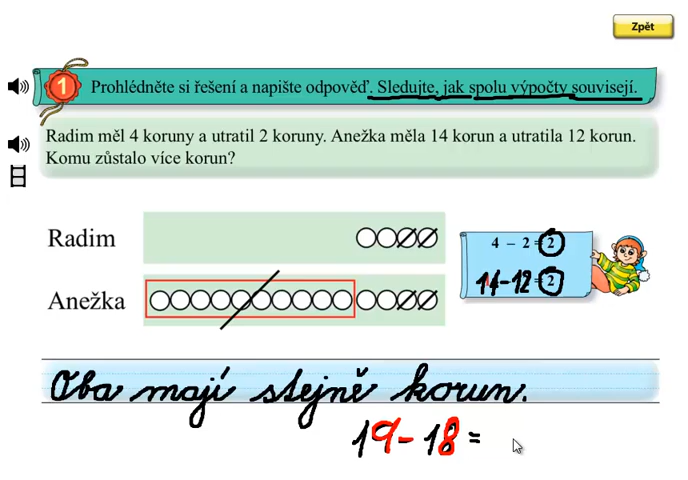 Zpět
1 Prohlédněte si řešení a napište odpověď. Sledujte, jak spolu výpočty souvisejí.
Radim měl 4 koruny a utratil 2 koruny. Anežka měla 14 korun a utratila 12 korun.
Komu zůstalo více korun?
Radim
4 - 2 = 2
14-12 = 2
Anežka
Oba mají stejně korun.
19-18 =